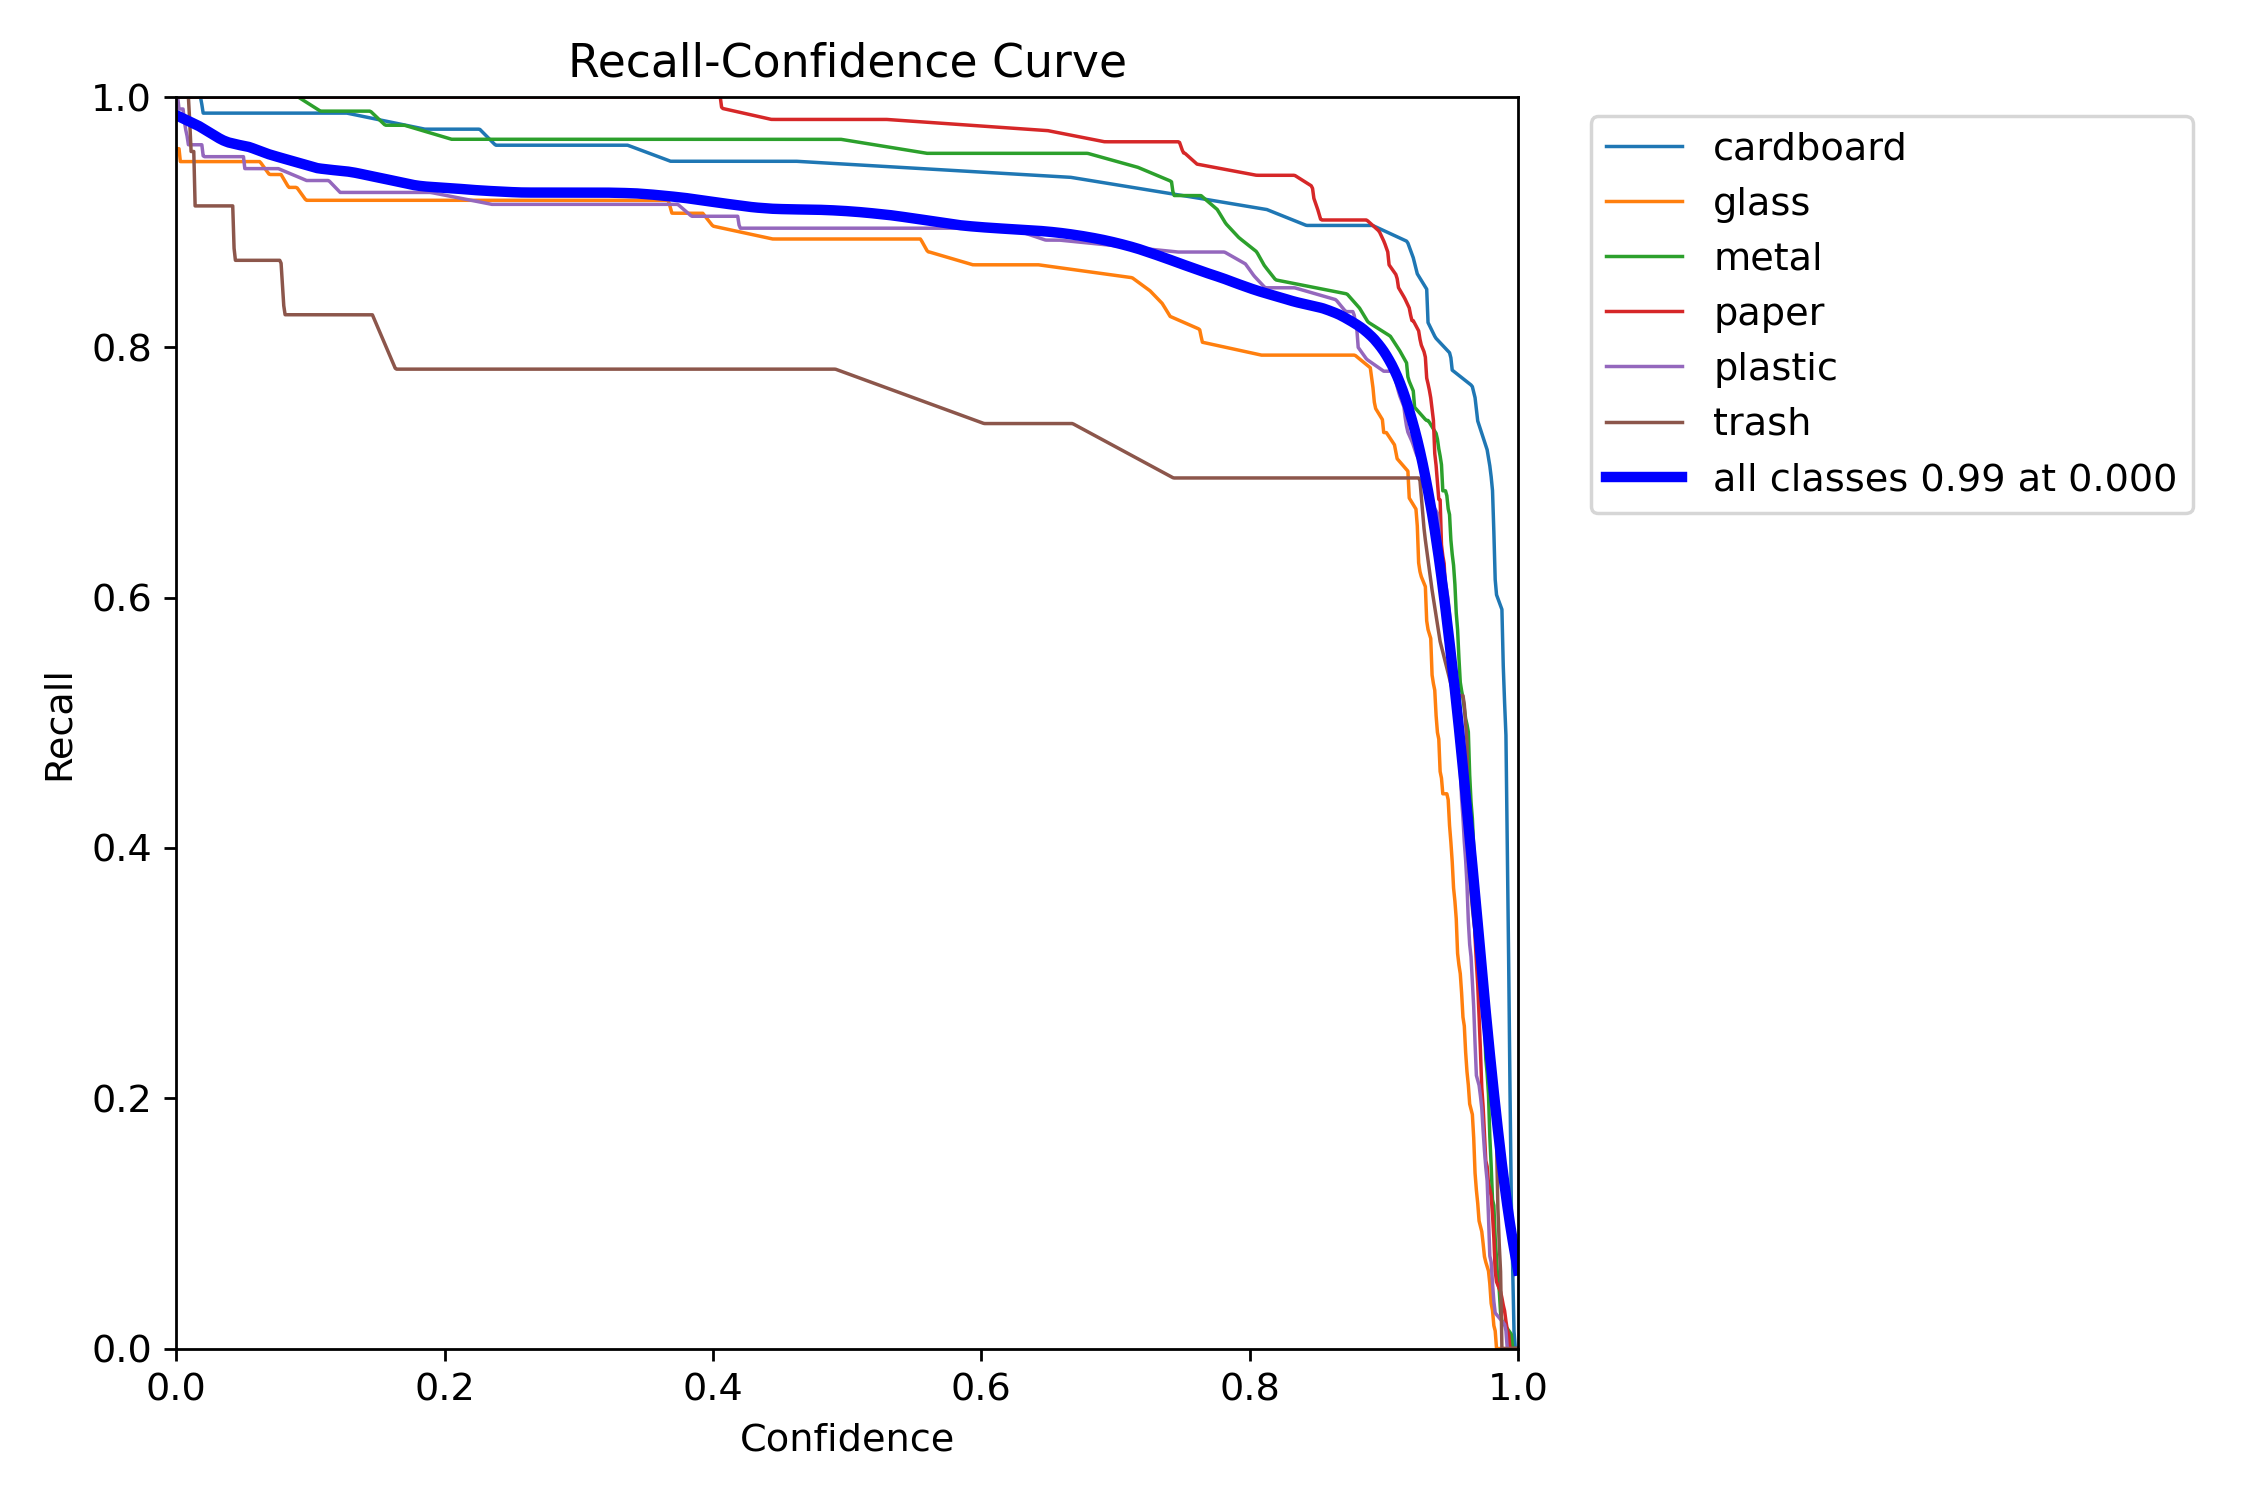 Recall-Confidence Curve
1.0
0.8
0.6
0.4
0.2
0.0
Recall
0.0 0.2 0.4 0.6 0.8 1.0
Confidence
cardboard
glass
metal
paper
plastic
trash
all classes 0.99 at 0.000